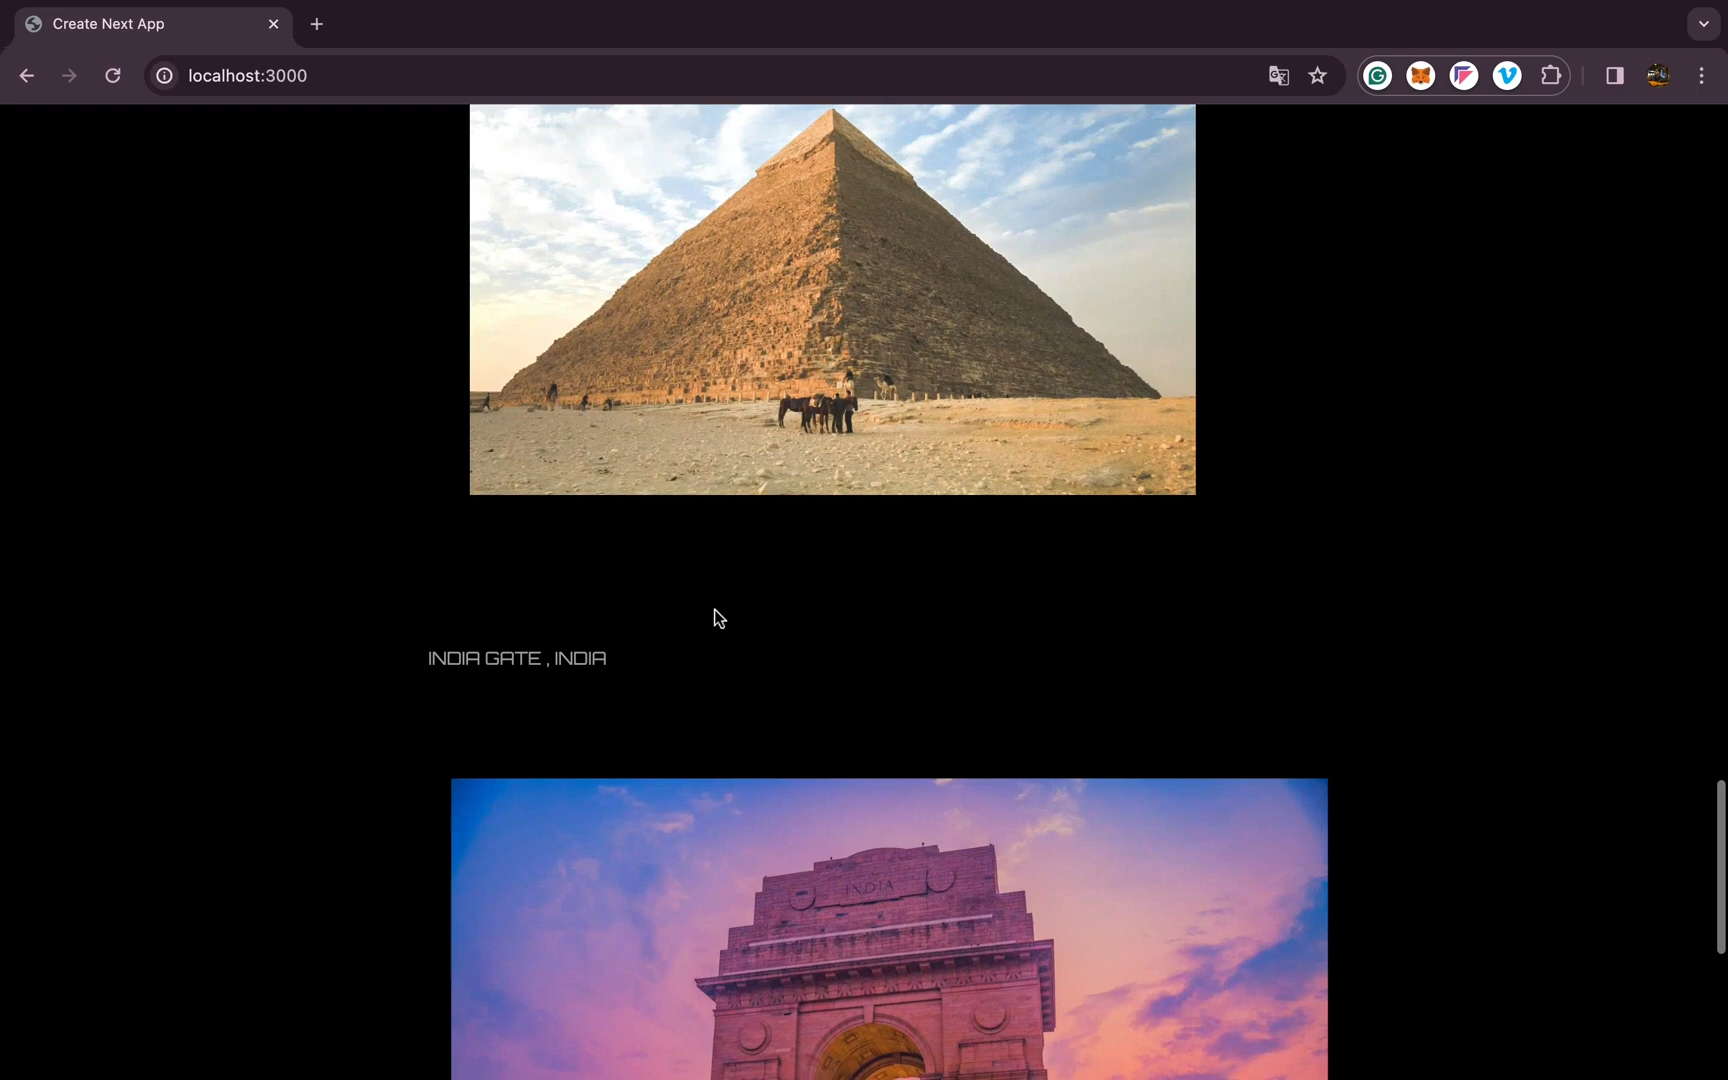 Create Next App
localhost:3000
INDIA GATE , INDIA
INDIA